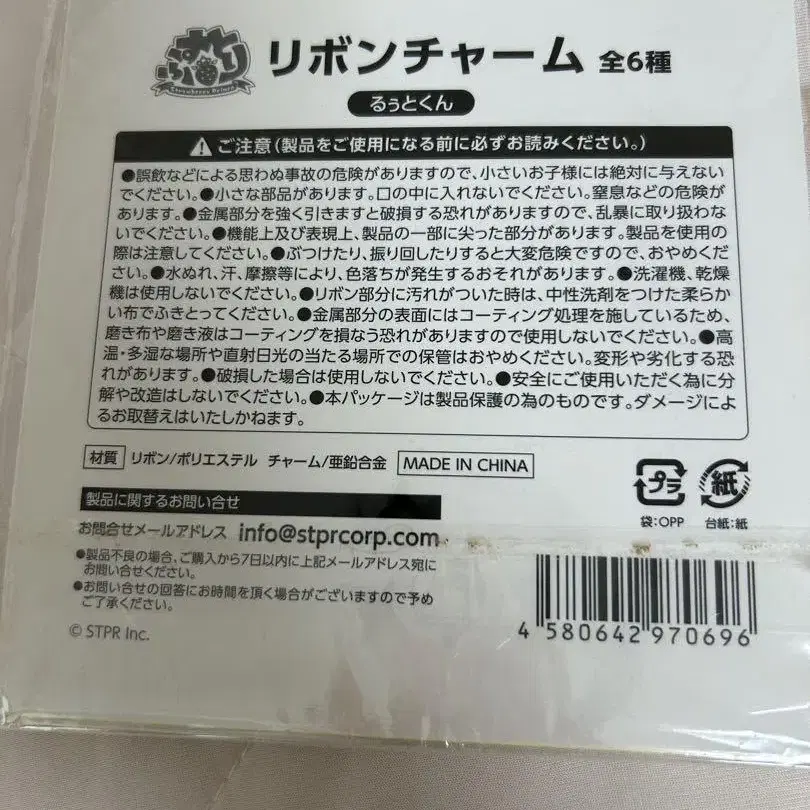 すとぷり
Strawberry Prince
リボンチャーム 全6種
るぅとくん
ご注意(製品をご使用になる前に必ずお読みください。)
●誤飲などによる思わぬ事故の危険がありますので、小さいお子様には絶対に与えない
でください。●小さな部品があります。口の中に入れないでください。窒息などの危険が
あります。●金属部分を強く引きますと破損する恐れがありますので、乱暴に取り扱わな
いでください。●機能上及び表現上、製品の一部に尖った部分があります。製品を使用の
際は注意してください。●ぶつけたり、振り回したりすると大変危険ですので、おやめくだ
さい。●水ぬれ、汗、摩擦等により、色落ちが発生するおそれがあります。●洗濯機、乾燥
機は使用しないでください。●リボン部分に汚れがついた時は、中性洗剤をつけた柔らか
い布でふきとってください。●金属部分の表面にはコーティング処理を施しているため、
磨き布や磨き液はコーティングを損なう恐れがありますので使用しないでください。●高
温・多湿な場所や直射日光の当たる場所での保管はおやめください。変形や劣化する恐
れがあります。●破損した場合は使用しないでください。●安全にご使用いただく為に分
解や改造はしないでください。●本パッケージは製品保護の為のものです。ダメージによ
るお取替えはいたしかねます。
材質 リボン/ポリエステル チャーム/亜鉛合金 MADE IN CHINA
プラ 紙
袋:OPP 台紙:紙
製品に関するお問い合せ
お問合せメールアドレス info@stprcorp.com
●製品不良の場合、ご購入から7日以内に上記メールアドレス宛に
お問い合せください。
●お問い合せの回答にお時間を頂く場合がございますので予め
ご了承ください。
© STPR Inc.
4 580642 970696